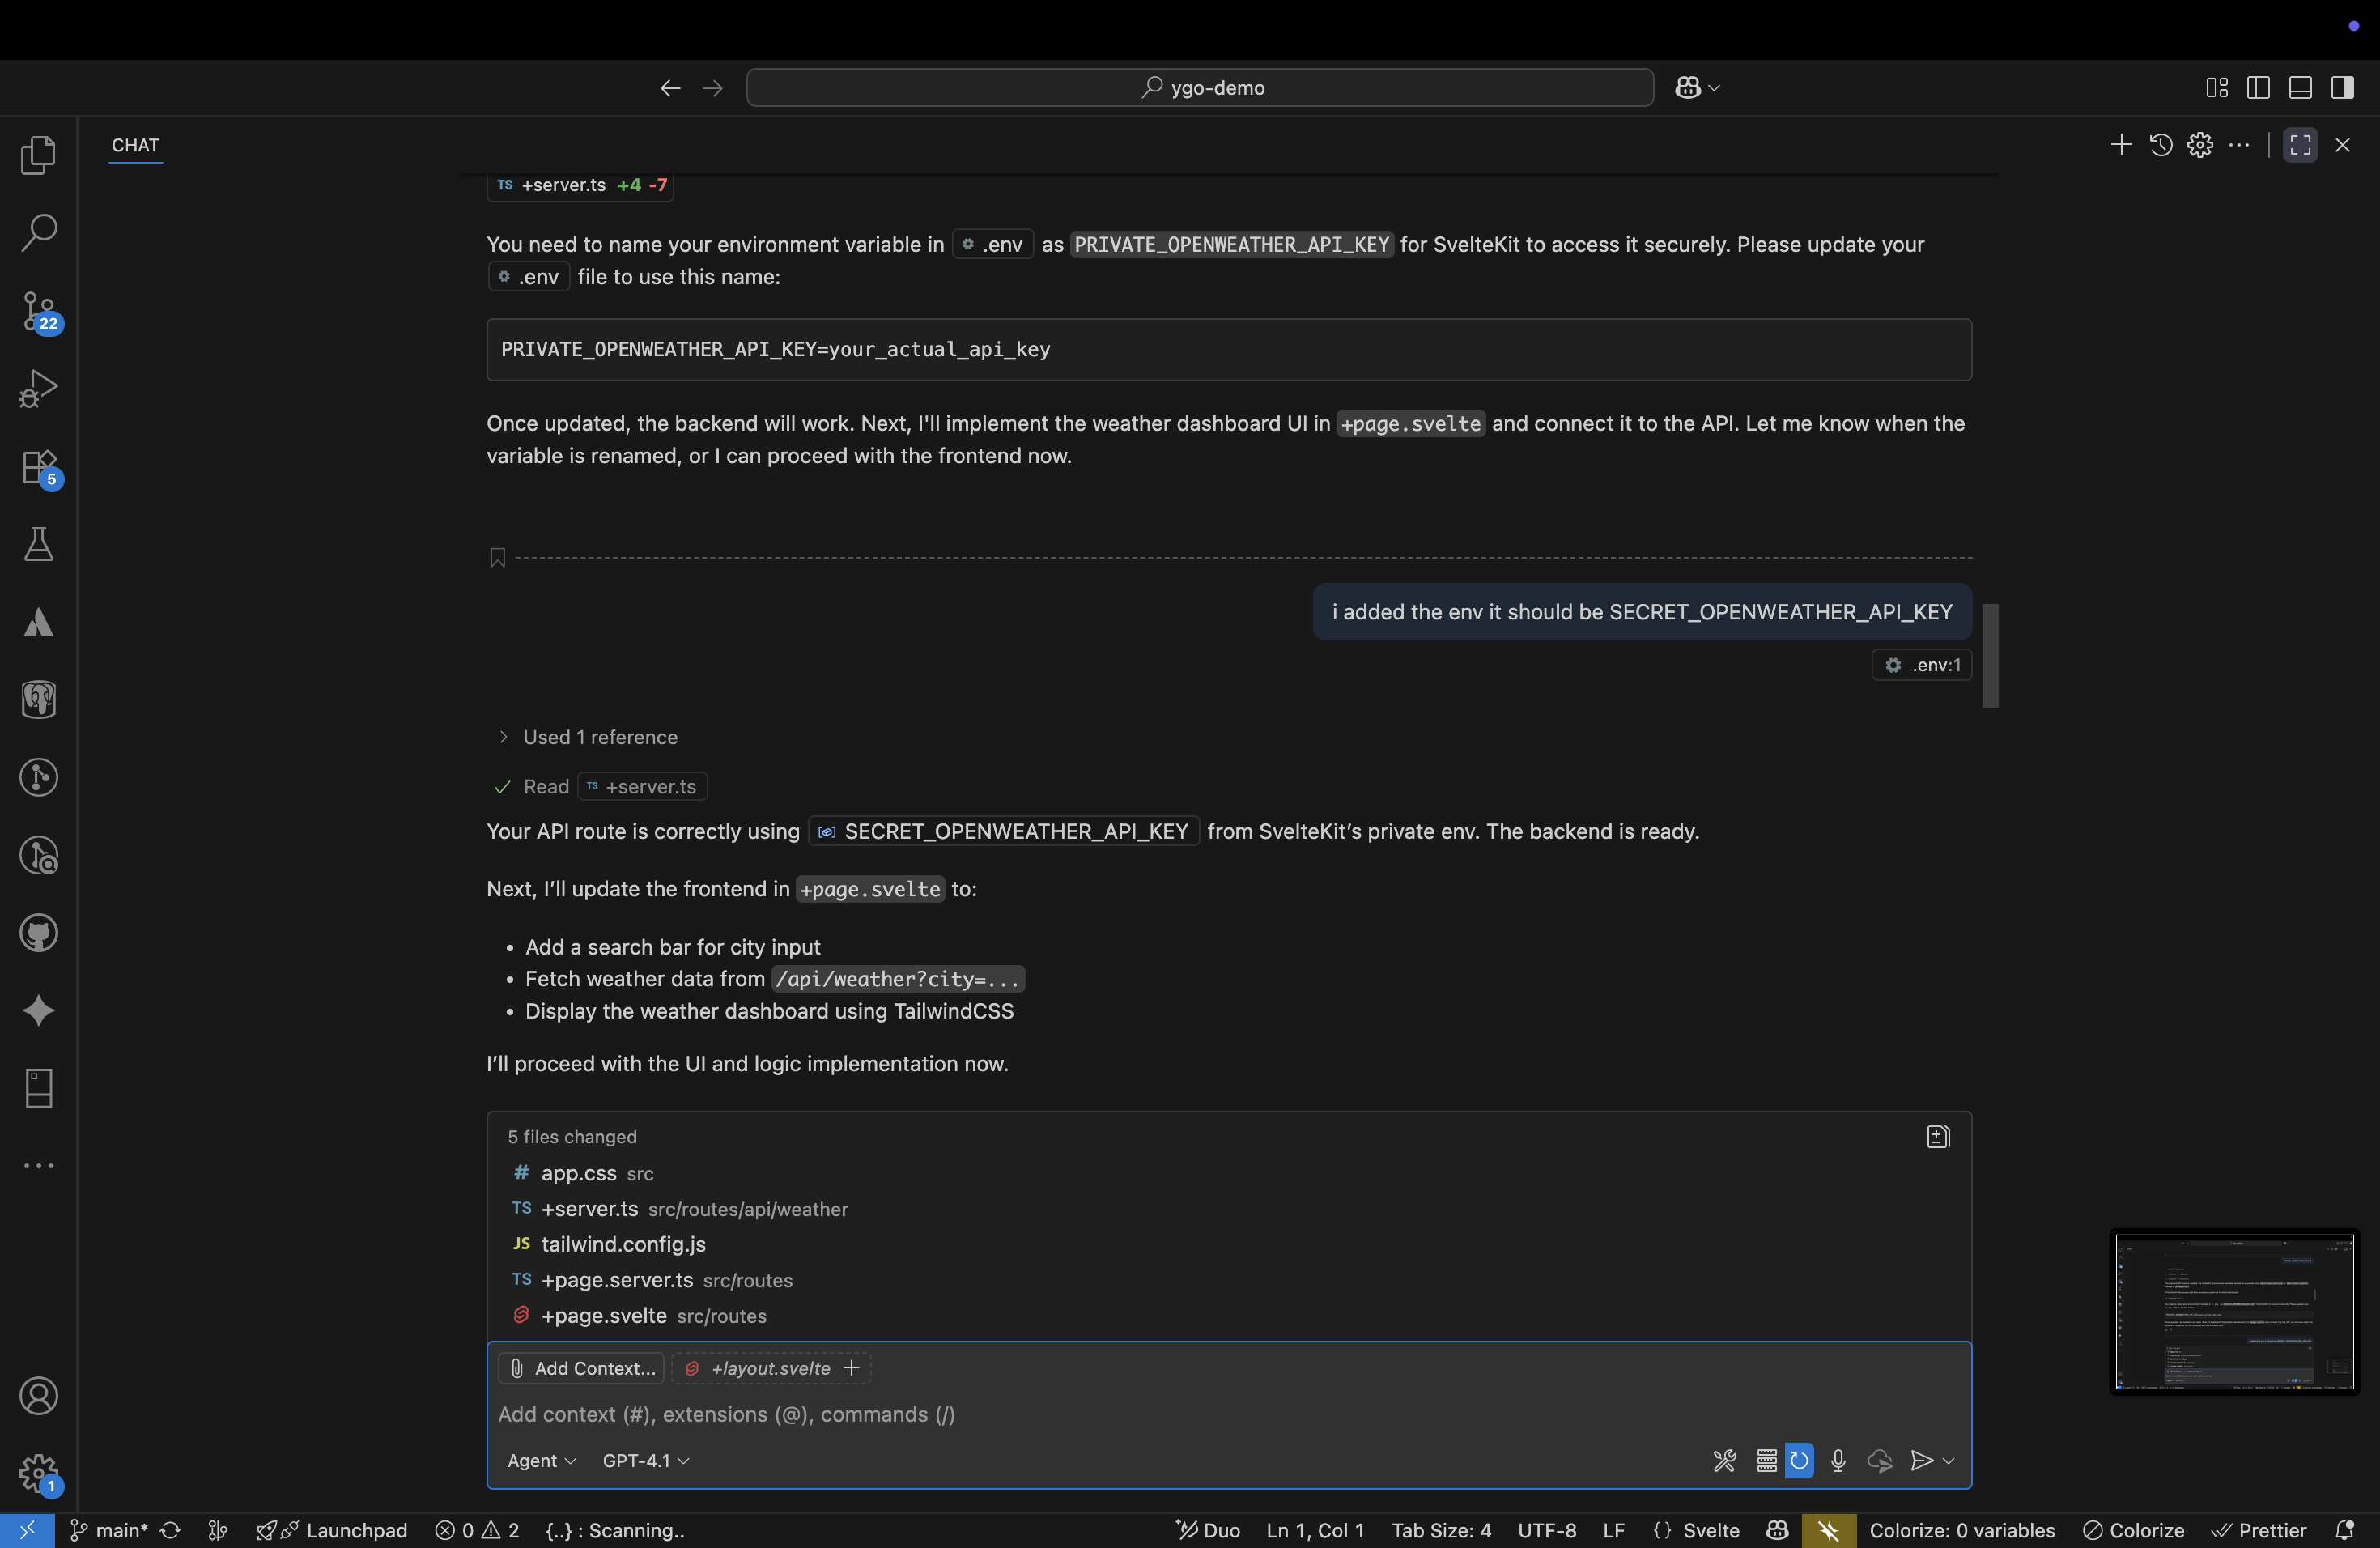 ygo-demo
CHAT
TS +server.ts +4 -7
You need to name your environment variable in .env as PRIVATE_OPENWEATHER_API_KEY for SvelteKit to access it securely. Please update your
.env file to use this name:
PRIVATE_OPENWEATHER_API_KEY=your_actual_api_key
Once updated, the backend will work. Next, I'll implement the weather dashboard UI in +page.svelte and connect it to the API. Let me know when the
variable is renamed, or I can proceed with the frontend now.
i added the env it should be SECRET_OPENWEATHER_API_KEY
.env:1
Used 1 reference
Read TS +server.ts
Your API route is correctly using SECRET_OPENWEATHER_API_KEY from SvelteKit’s private env. The backend is ready.
Next, I’ll update the frontend in +page.svelte to:
• Add a search bar for city input
• Fetch weather data from /api/weather?city=...
• Display the weather dashboard using TailwindCSS
I’ll proceed with the UI and logic implementation now.
5 files changed
# app.css src
TS +server.ts src/routes/api/weather
JS tailwind.config.js
TS +page.server.ts src/routes
+page.svelte src/routes
Add Context... +layout.svelte
Add context (#), extensions (@), commands (/)
Agent GPT-4.1
22
5
1
main* Launchpad 0 2 {..} : Scanning.. Duo Ln 1, Col 1 Tab Size: 4 UTF-8 LF {} Svelte Colorize: 0 variables Colorize Prettier